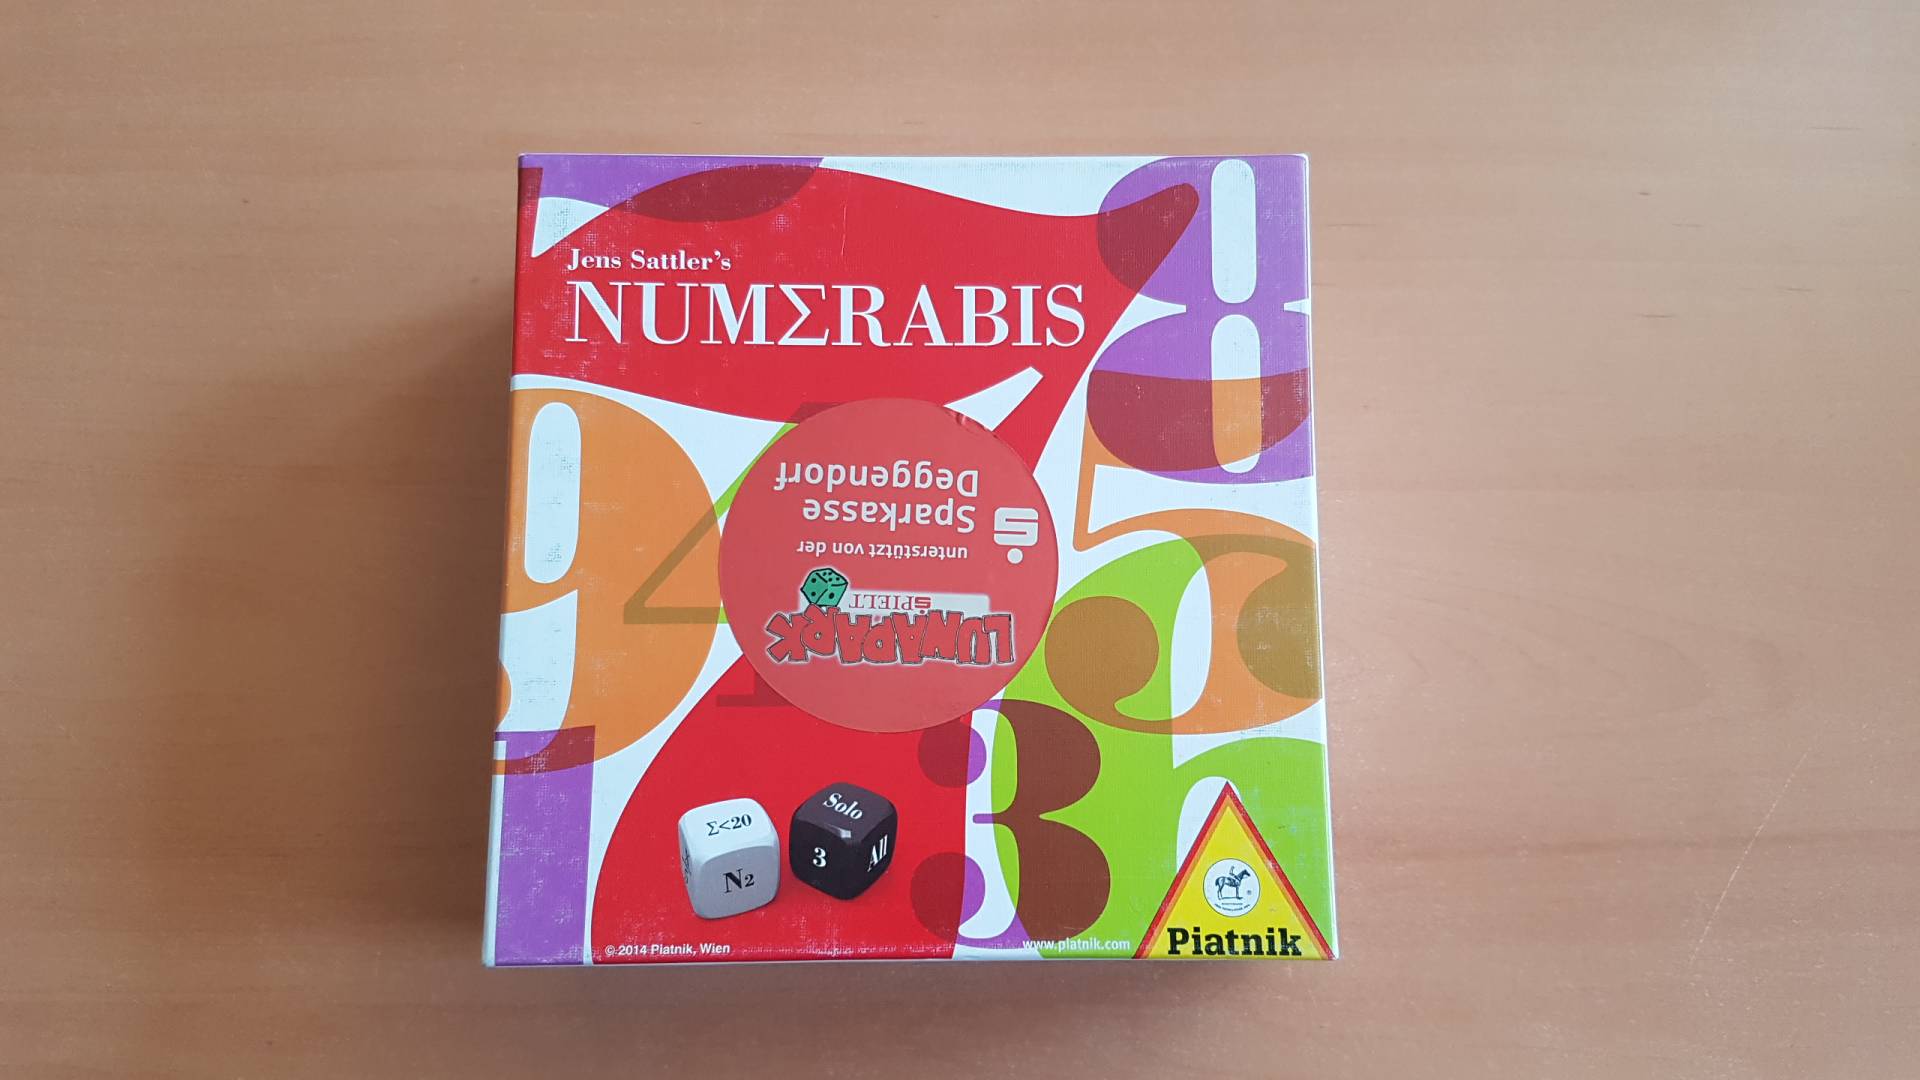 Jens Sattler's
NUMΣRABIS
LUNAPARK
SPIELT
unterstützt von der
Sparkasse
Deggendorf
Σ<20
N2
Solo
3
All
© 2014 Piatnik, Wien
www.piatnik.com
Piatnik